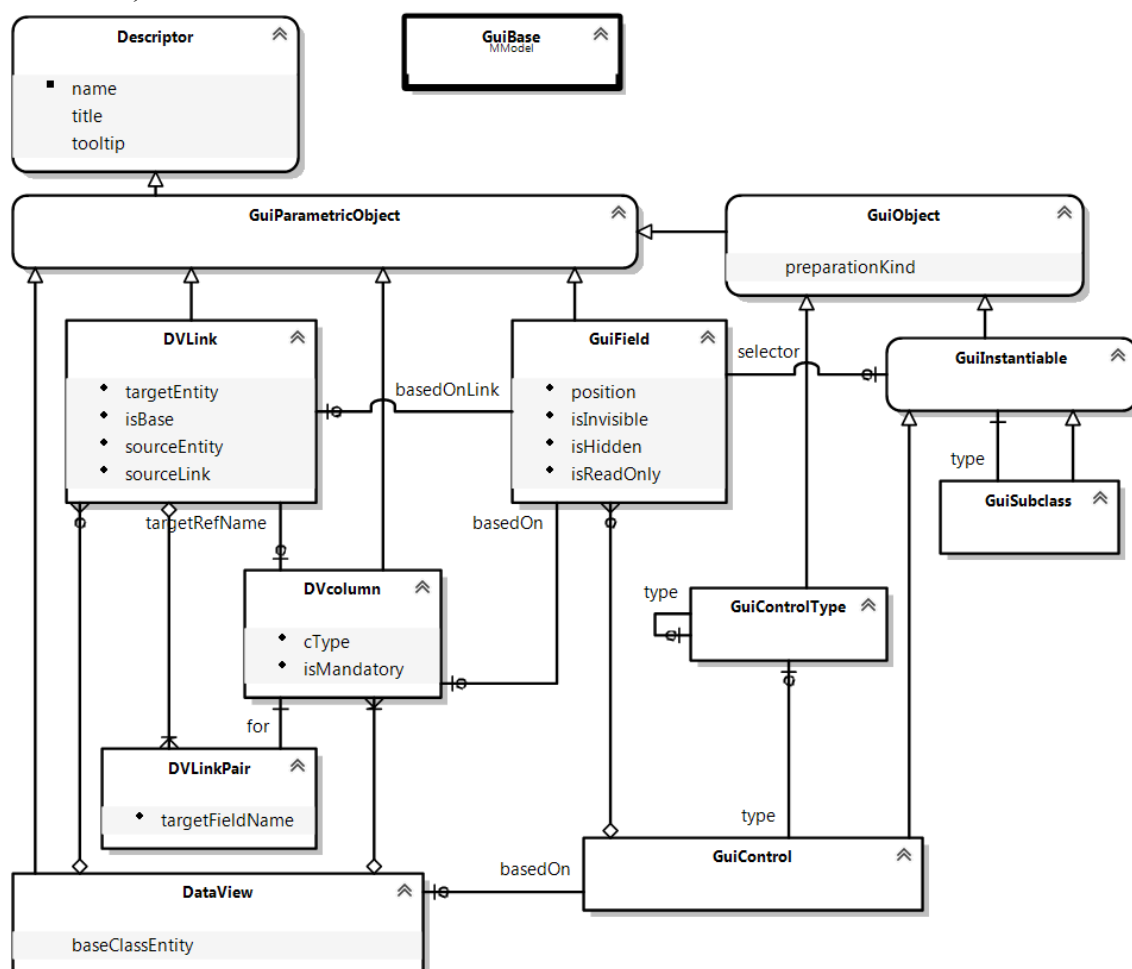 Descriptor
name
title
tooltip
GuiBase
MModel
GuiParametricObject
GuiObject
preparationKind
DVLink
targetEntity
isBase
sourceEntity
sourceLink
basedOnLink
GuiField
position
isInvisible
isHidden
isReadOnly
selector
GuiInstantiable
type
GuiSubclass
targetRefName
basedOn
DVcolumn
cType
isMandatory
type
GuiControlType
for
DVLinkPair
targetFieldName
type
GuiControl
basedOn
DataView
baseClassEntity